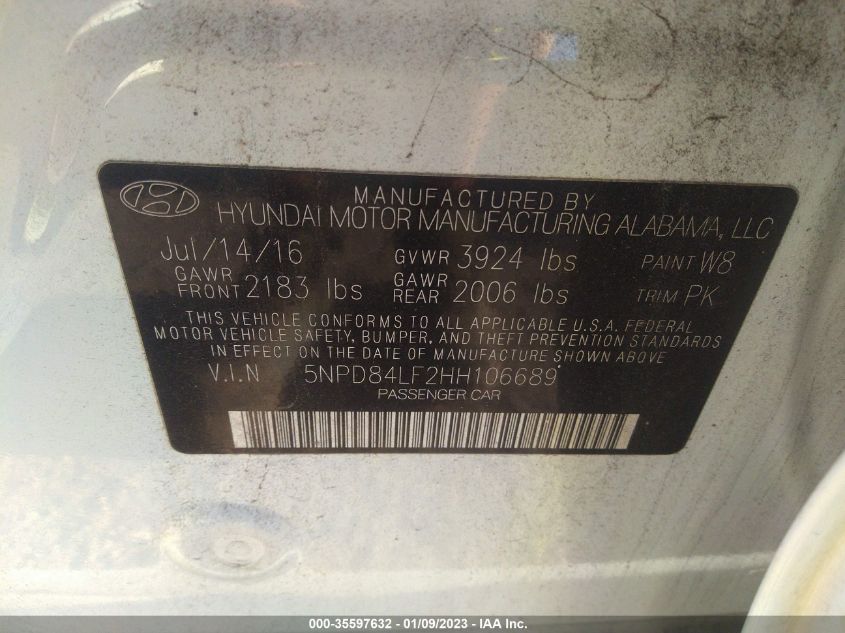 MANUFACTURED BY
HYUNDAI MOTOR MANUFACTURING ALABAMA, LLC
Jul/14/16 GVWR 3924 lbs PAINT W8
GAWR FRONT 2183 lbs GAWR REAR 2006 lbs TRIM PK
THIS VEHICLE CONFORMS TO ALL APPLICABLE U.S.A. FEDERAL
MOTOR VEHICLE SAFETY, BUMPER, AND THEFT PREVENTION STANDARDS
IN EFFECT ON THE DATE OF MANUFACTURE SHOWN ABOVE
V.I.N 5NPD84LF2HH106689
PASSENGER CAR
000-35597632 - 01/09/2023 - IAA Inc.